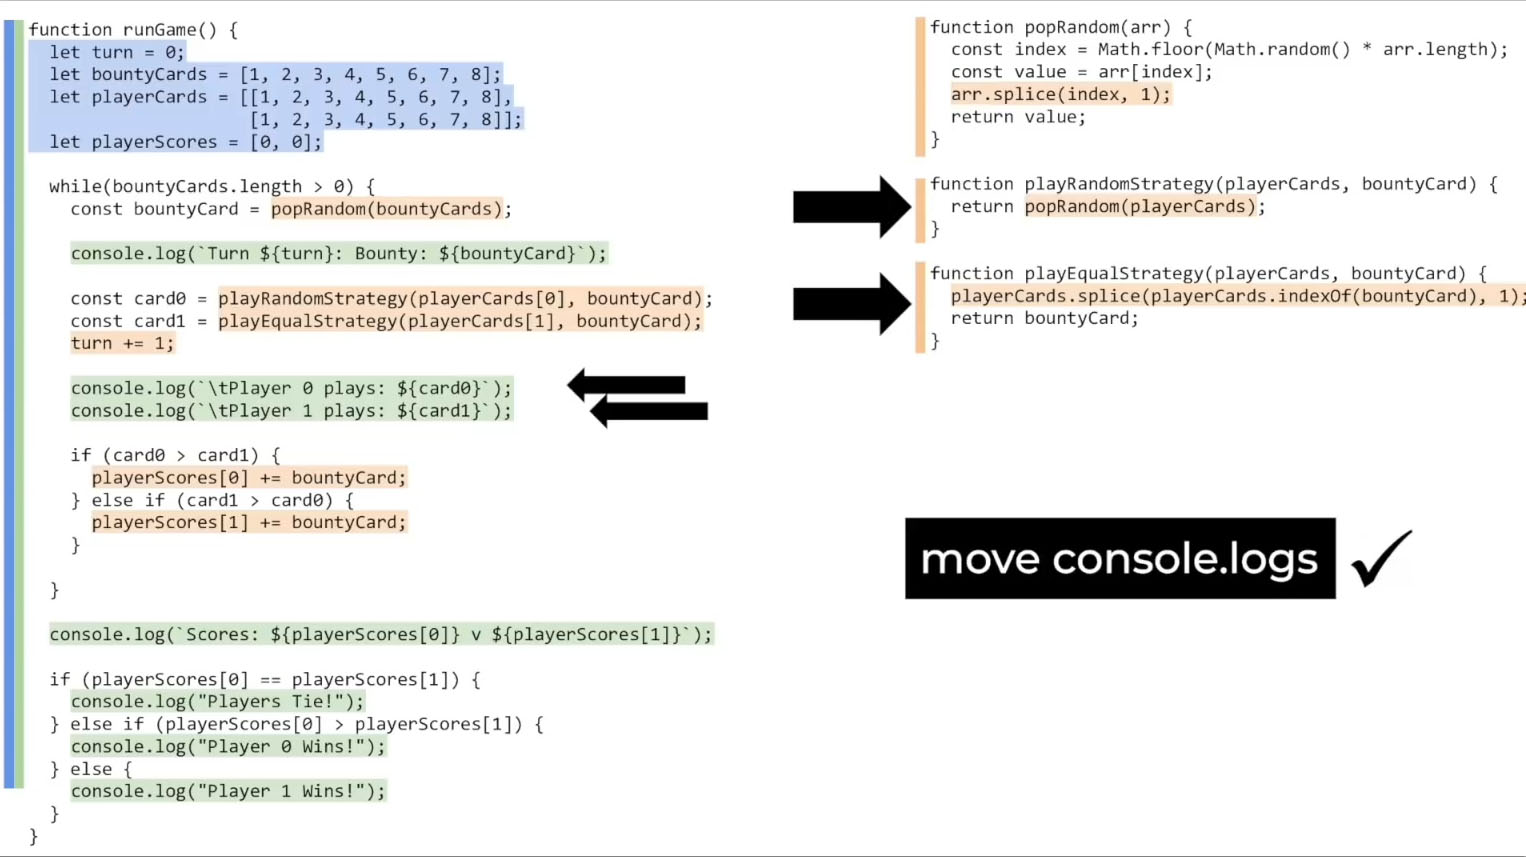 function runGame() {
  let turn = 0;
  let bountyCards = [1, 2, 3, 4, 5, 6, 7, 8];
  let playerCards = [[1, 2, 3, 4, 5, 6, 7, 8],
                     [1, 2, 3, 4, 5, 6, 7, 8]];
  let playerScores = [0, 0];
  while(bountyCards.length > 0) {
    const bountyCard = popRandom(bountyCards);
    console.log(`Turn ${turn}: Bounty: ${bountyCard}`);
    const card0 = playRandomStrategy(playerCards[0], bountyCard);
    const card1 = playEqualStrategy(playerCards[1], bountyCard);
    turn += 1;
    console.log(`\tPlayer 0 plays: ${card0}`);
    console.log(`\tPlayer 1 plays: ${card1}`);
    if (card0 > card1) {
      playerScores[0] += bountyCard;
    } else if (card1 > card0) {
      playerScores[1] += bountyCard;
    }
  }
  console.log(`Scores: ${playerScores[0]} v ${playerScores[1]}`);
  if (playerScores[0] == playerScores[1]) {
    console.log("Players Tie!");
  } else if (playerScores[0] > playerScores[1]) {
    console.log("Player 0 Wins!");
  } else {
    console.log("Player 1 Wins!");
  }
}
function popRandom(arr) {
  const index = Math.floor(Math.random() * arr.length);
  const value = arr[index];
  arr.splice(index, 1);
  return value;
}
function playRandomStrategy(playerCards, bountyCard) {
  return popRandom(playerCards);
}
function playEqualStrategy(playerCards, bountyCard) {
  playerCards.splice(playerCards.indexOf(bountyCard), 1);
  return bountyCard;
}
move console.logs